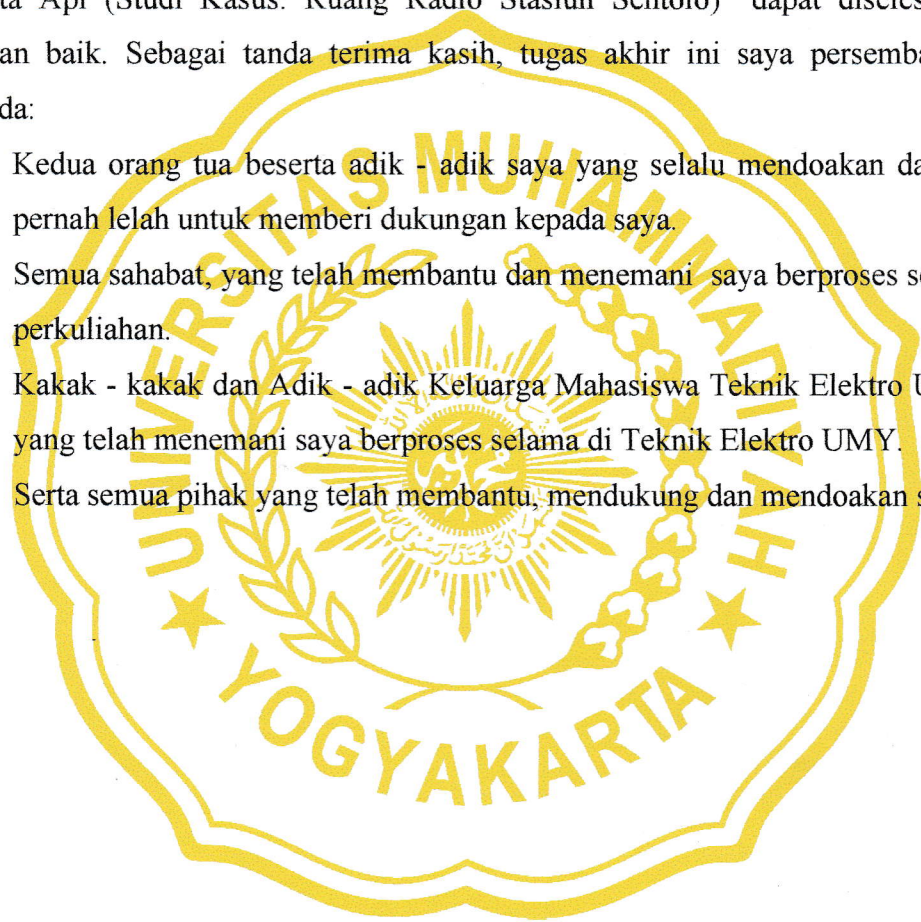 ta Api (Studi Kasus: Ruang Radio Stasiun Sentolo) dapat diseles
an baik. Sebagai tanda terima kasih, tugas akhir ini saya persemba
da:
Kedua orang tua beserta adik - adik saya yang selalu mendoakan da
pernah lelah untuk memberi dukungan kepada saya.
Semua sahabat, yang telah membantu dan menemani saya berproses se
perkuliahan.
Kakak - kakak dan Adik - adik Keluarga Mahasiswa Teknik Elektro U
yang telah menemani saya berproses selama di Teknik Elektro UMY.
Serta semua pihak yang telah membantu, mendukung dan mendoakan s
UNIVERSITAS MUHAMMADIYAH
YOGYAKARTA